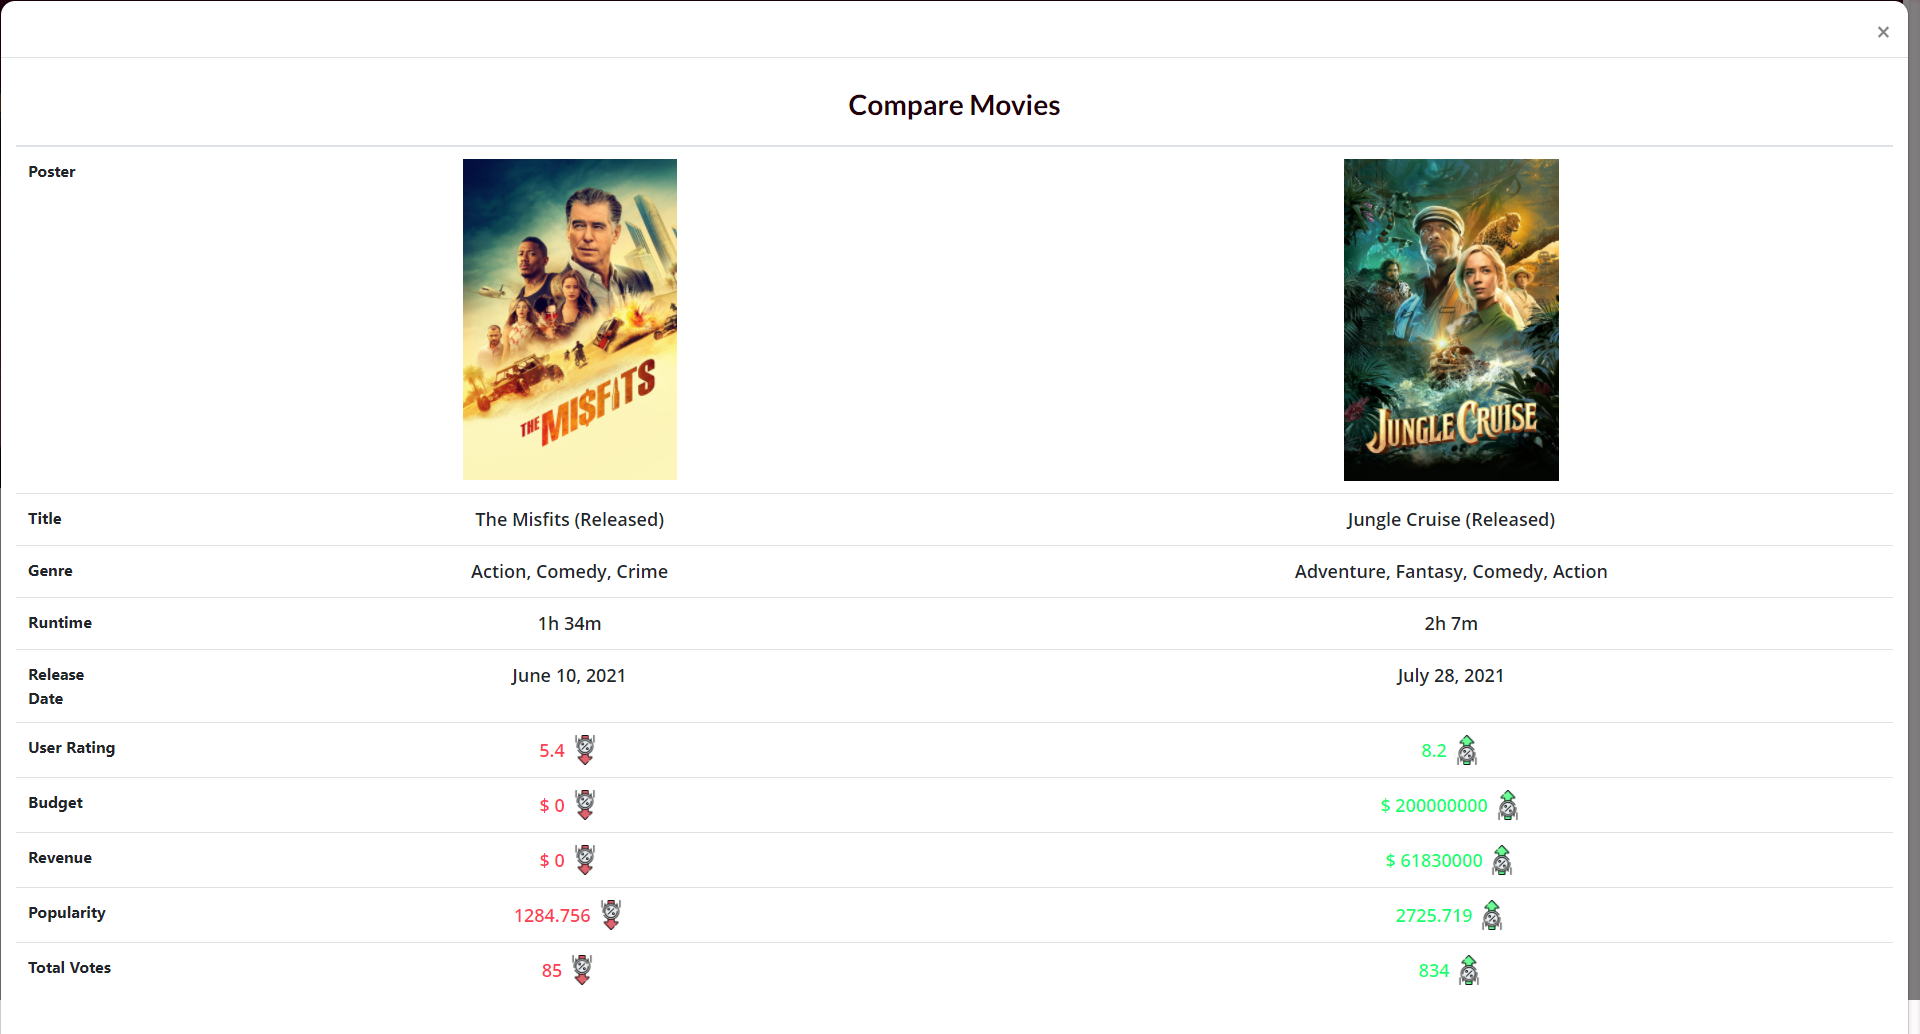 ×
Compare Movies
Poster
THE MI$FITS
JUNGLE CRUISE
Title
The Misfits (Released)
Jungle Cruise (Released)
Genre
Action, Comedy, Crime
Adventure, Fantasy, Comedy, Action
Runtime
1h 34m
2h 7m
Release
Date
June 10, 2021
July 28, 2021
User Rating
5.4
8.2
Budget
$ 0
$ 200000000
Revenue
$ 0
$ 61830000
Popularity
1284.756
2725.719
Total Votes
85
834